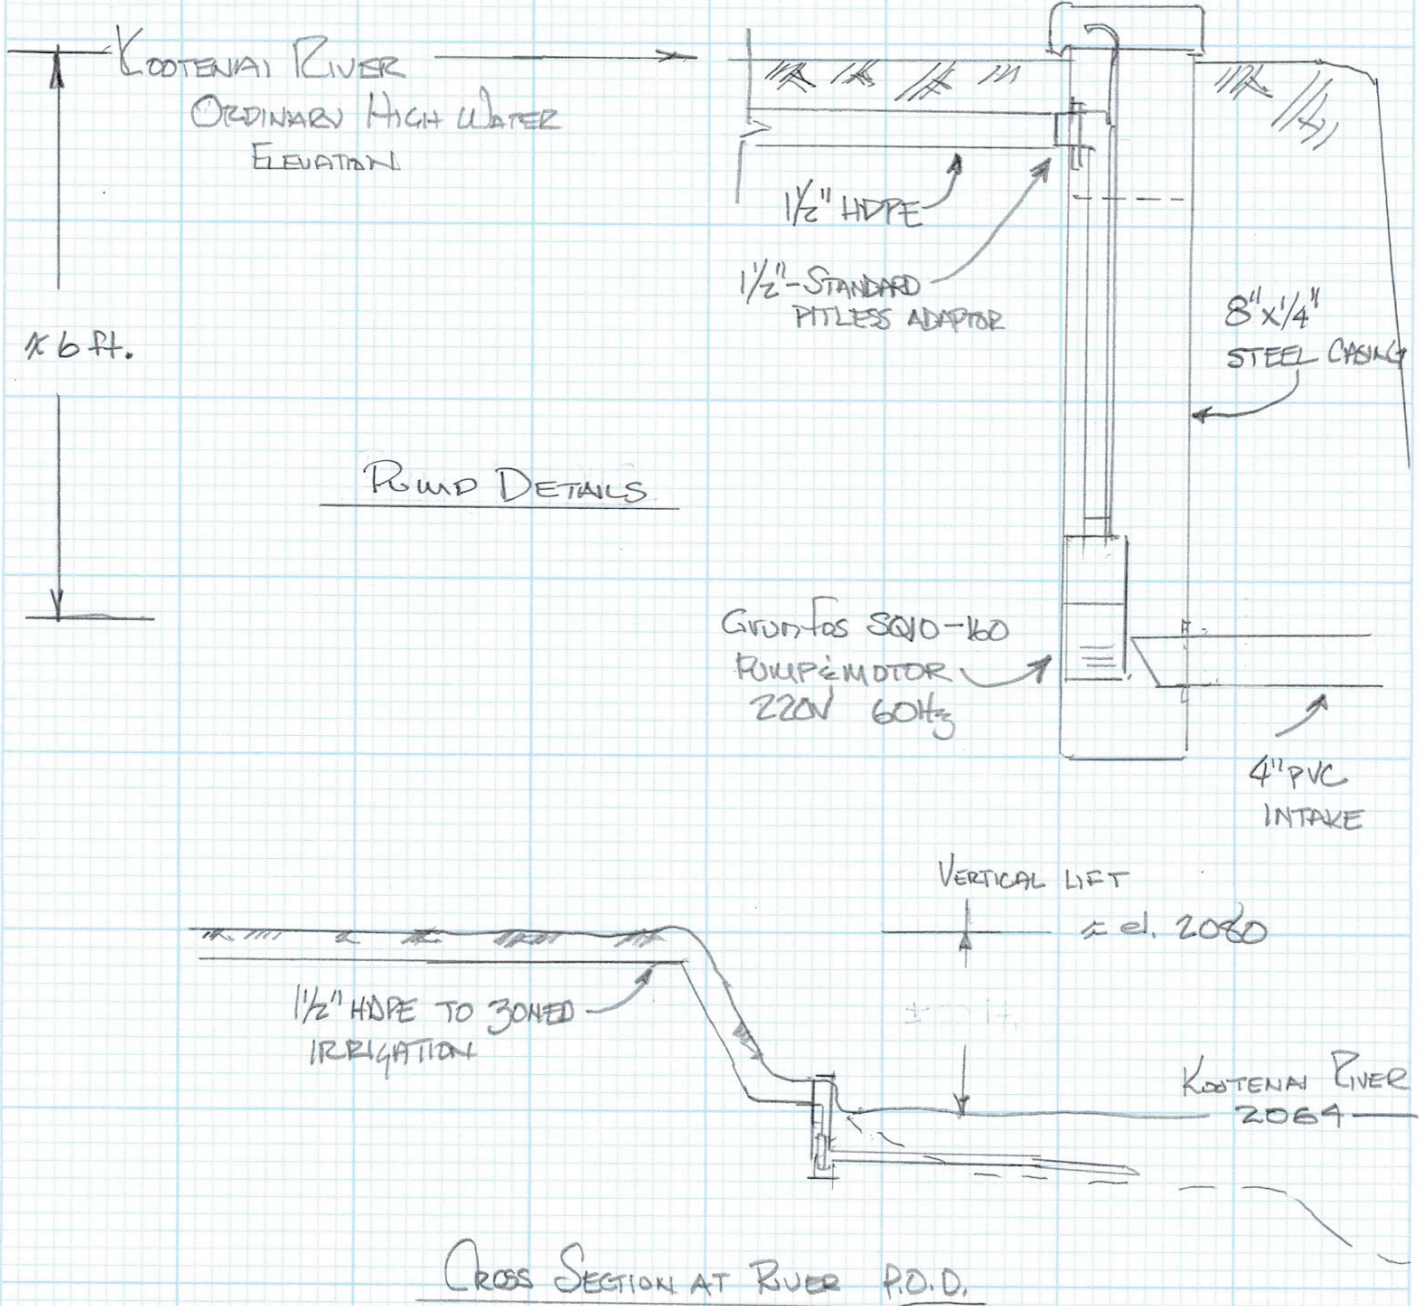 KOOTENAI RIVER
ORDINARY HIGH WATER
ELEVATION
1½" HDPE
1½"-STANDARD
PITLESS ADAPTOR
8"x¼"
STEEL CASING
≈ 6 ft.
PUMP DETAILS
Grunfos SQ10-160
PUMP & MOTOR
220V 60Hz
4" PVC
INTAKE
VERTICAL LIFT
≈ el. 2080
1½" HDPE TO ZONED
IRRIGATION
KOOTENAI RIVER
2064
CROSS SECTION AT RIVER P.O.D.